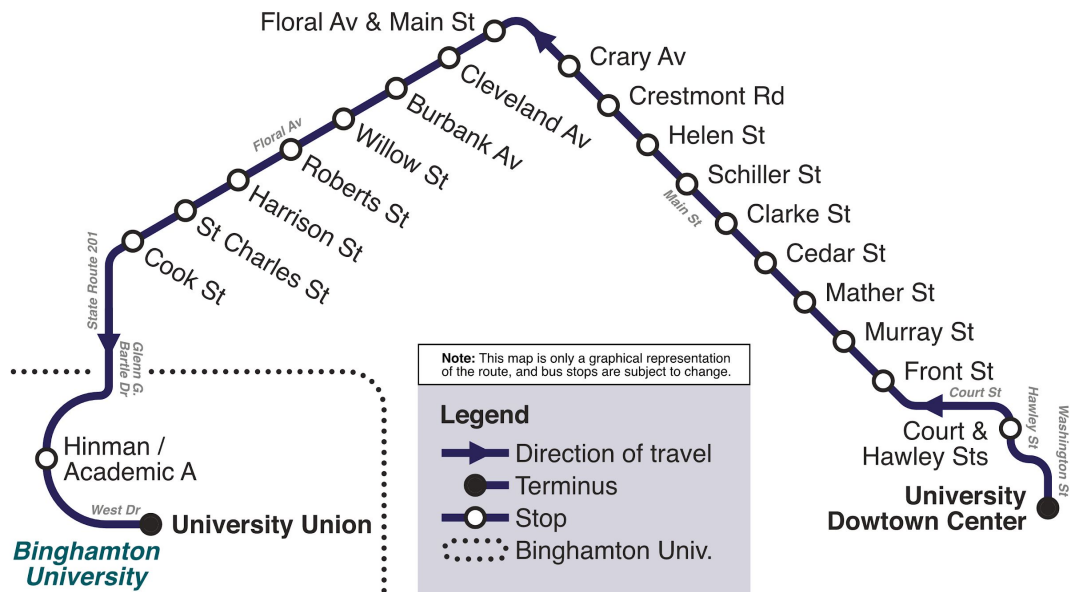 Floral Av & Main St
Crary Av
Cleveland Av
Crestmont Rd
Burbank Av
Helen St
Willow St
Floral Av
Roberts St
Schiller St
Main St
Harrison St
Clarke St
St Charles St
Cedar St
Cook St
State Route 201
Mather St
Murray St
Glenn G.
Bartle Dr
Note: This map is only a graphical representation
of the route, and bus stops are subject to change.
Front St
Court St
Hawley St
Washington St
Court &
Hawley Sts
Legend
Direction of travel
Terminus
Stop
Binghamton Univ.
Hinman /
Academic A
University
Dowtown Center
West Dr
University Union
Binghamton
University